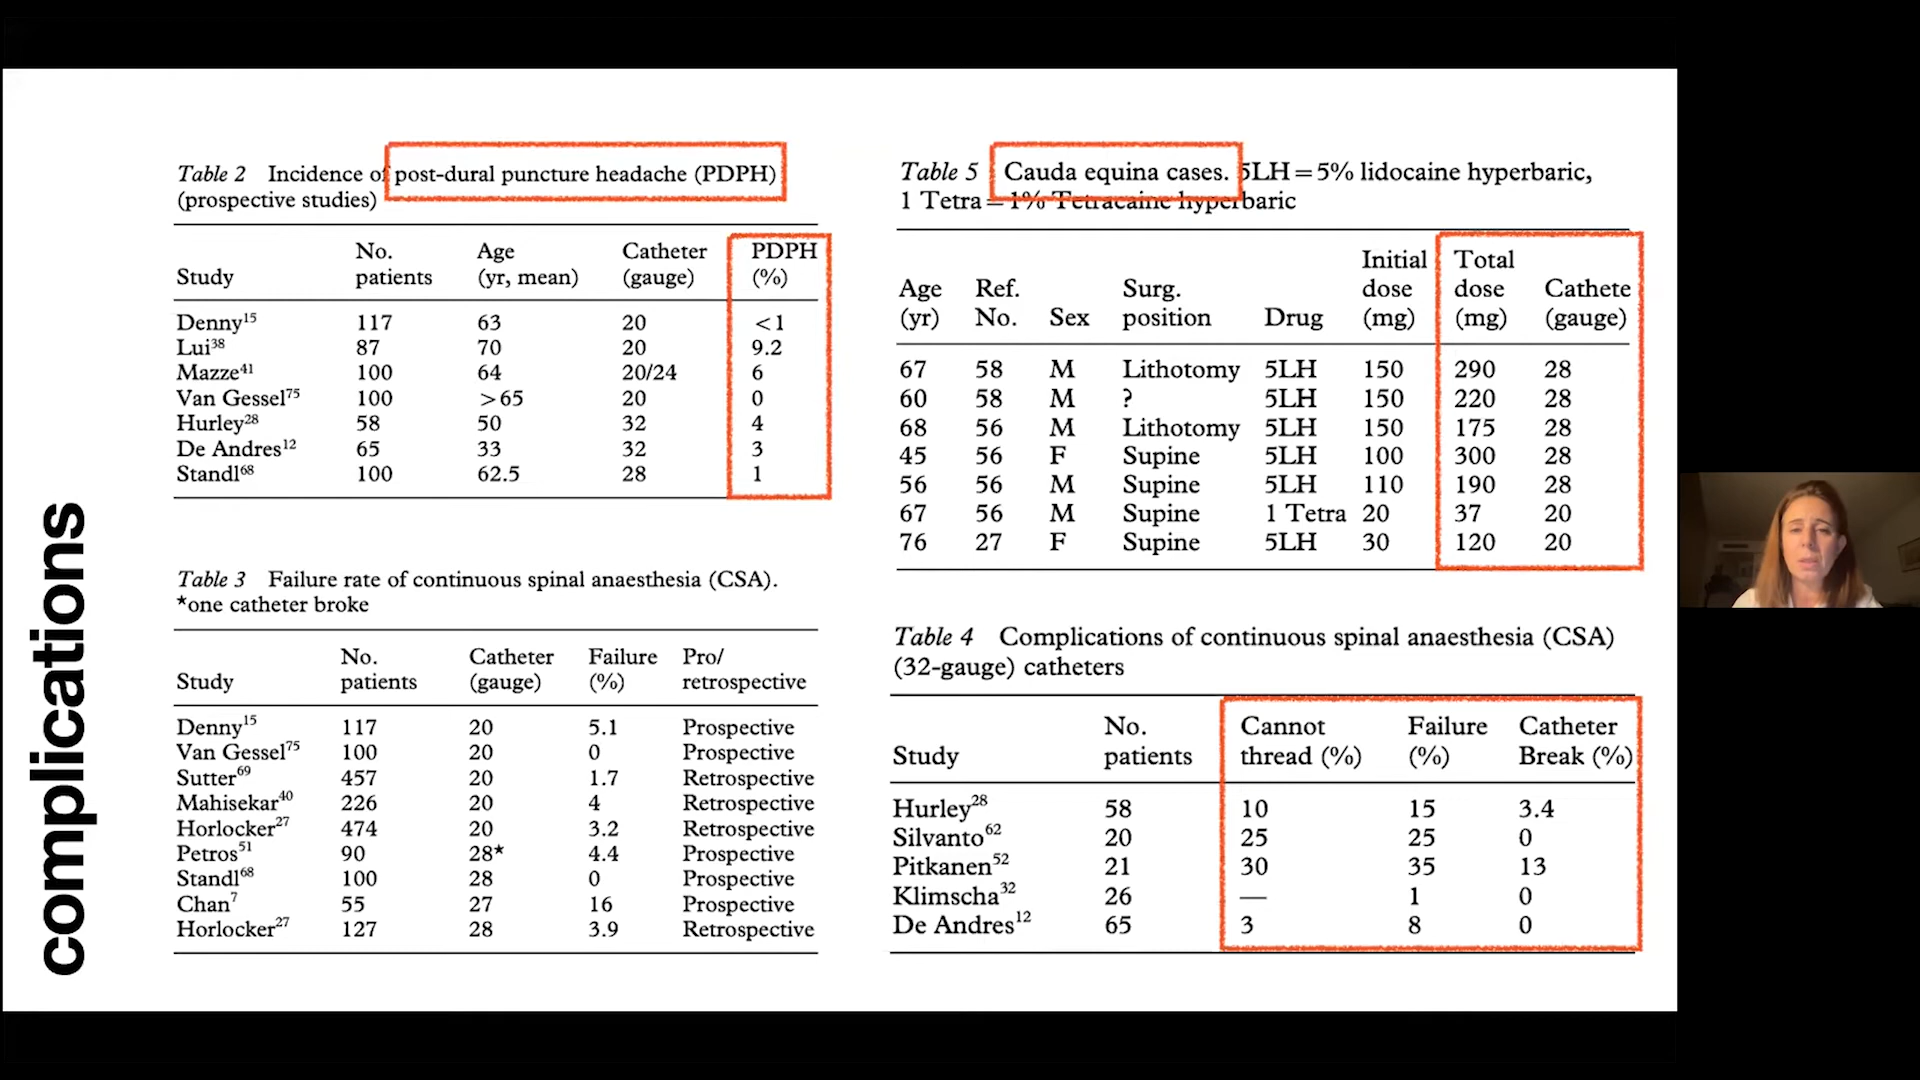 complications
Table 2 Incidence of post-dural puncture headache (PDPH)
(prospective studies)
No. Age Catheter PDPH
Study patients (yr, mean) (gauge) (%)
Denny15 117 63 20 <1
Lui38 87 70 20 9.2
Mazze41 100 64 20/24 6
Van Gessel75 100 >65 20 0
Hurley28 58 50 32 4
De Andres12 65 33 32 3
Standl68 100 62.5 28 1
Table 3 Failure rate of continuous spinal anaesthesia (CSA).
*one catheter broke
No. Catheter Failure Pro/
Study patients (gauge) (%) retrospective
Denny15 117 20 5.1 Prospective
Van Gessel75 100 20 0 Prospective
Sutter69 457 20 1.7 Retrospective
Mahisekar40 226 20 4 Retrospective
Horlocker27 474 20 3.2 Retrospective
Petros51 90 28* 4.4 Prospective
Standl68 100 28 0 Prospective
Chan7 55 27 16 Prospective
Horlocker27 127 28 3.9 Retrospective
Table 5 Cauda equina cases. 5LH=5% lidocaine hyperbaric,
1 Tetra=1% Tetracaine hyperbaric
Initial Total
Age Ref. Surg. dose dose Cathete
(yr) No. Sex position Drug (mg) (mg) (gauge)
67 58 M Lithotomy 5LH 150 290 28
60 58 M ? 5LH 150 220 28
68 56 M Lithotomy 5LH 150 175 28
45 56 F Supine 5LH 100 300 28
56 56 M Supine 5LH 110 190 28
67 56 M Supine 1 Tetra 20 37 20
76 27 F Supine 5LH 30 120 20
Table 4 Complications of continuous spinal anaesthesia (CSA)
(32-gauge) catheters
No. Cannot Failure Catheter
Study patients thread (%) (%) Break (%)
Hurley28 58 10 15 3.4
Silvanto62 20 25 25 0
Pitkanen52 21 30 35 13
Klimscha32 26 — 1 0
De Andres12 65 3 8 0